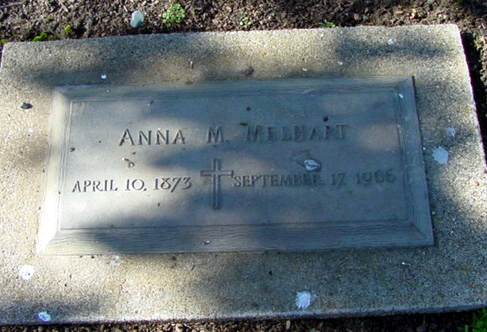 ANNA M. MELHART
APRIL 10, 1873 SEPTEMBER 17, 1966